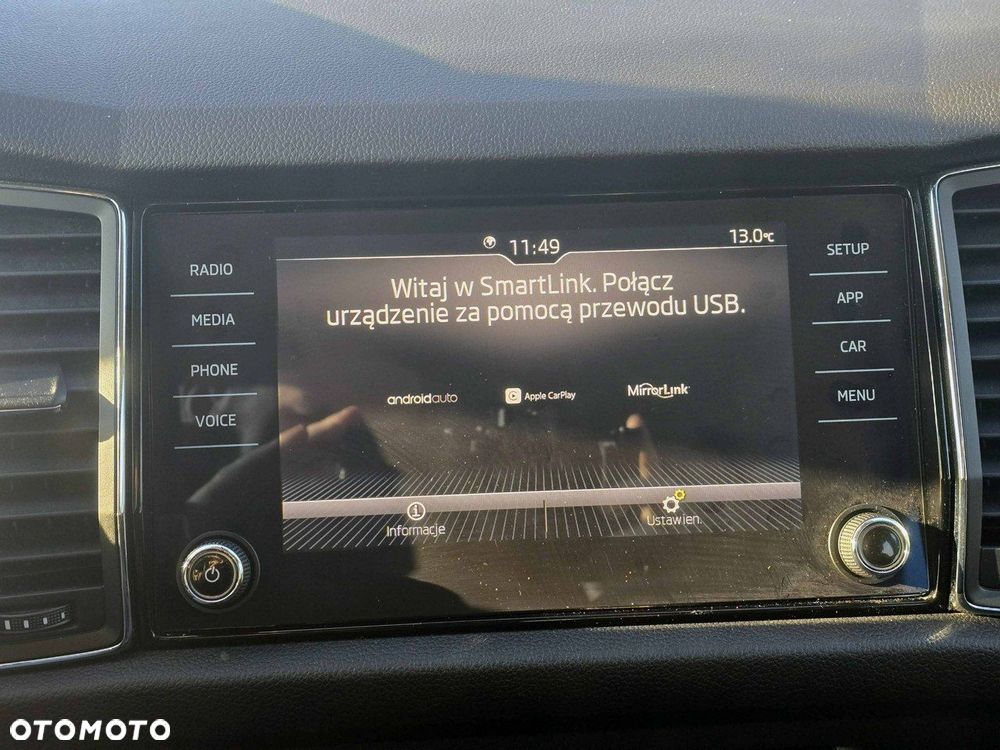 11:49
13.0°C
RADIO
MEDIA
PHONE
VOICE
Witaj w SmartLink. Połącz
urządzenie za pomocą przewodu USB.
androidauto
Apple CarPlay
MirrorLink
Informacje
Ustawien.
SETUP
APP
CAR
MENU
OTOMOTO